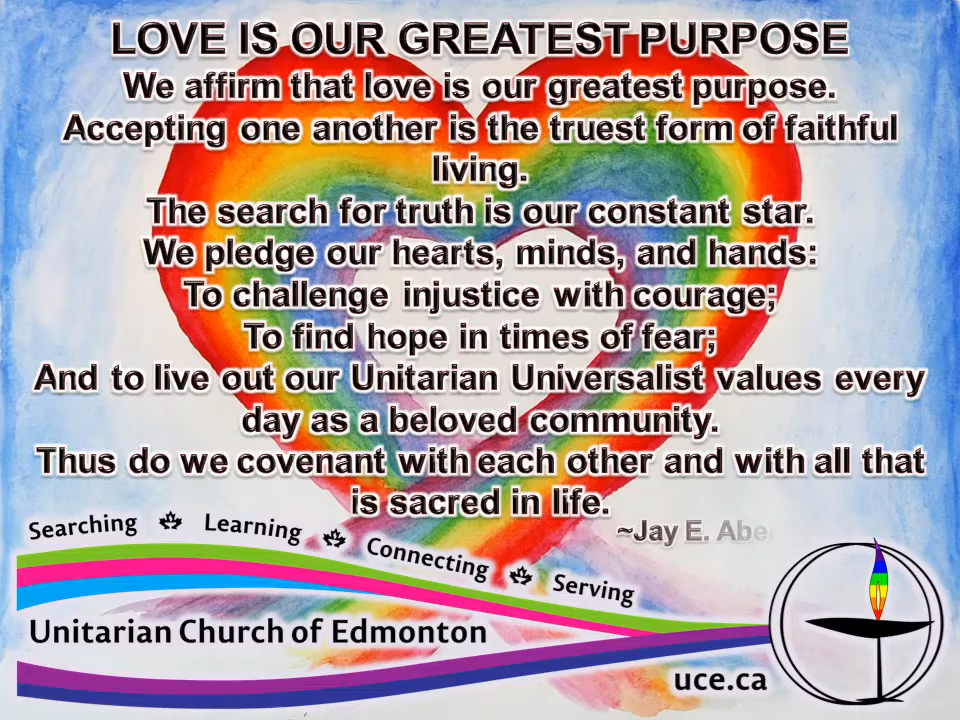 LOVE IS OUR GREATEST PURPOSE
We affirm that love is our greatest purpose.
Accepting one another is the truest form of faithful
living.
The search for truth is our constant star.
We pledge our hearts, minds, and hands:
To challenge injustice with courage;
To find hope in times of fear;
And to live out our Unitarian Universalist values every
day as a beloved community.
Thus do we covenant with each other and with all that
is sacred in life.
~Jay E.
Searching Learning Connecting Serving
Unitarian Church of Edmonton
uce.ca